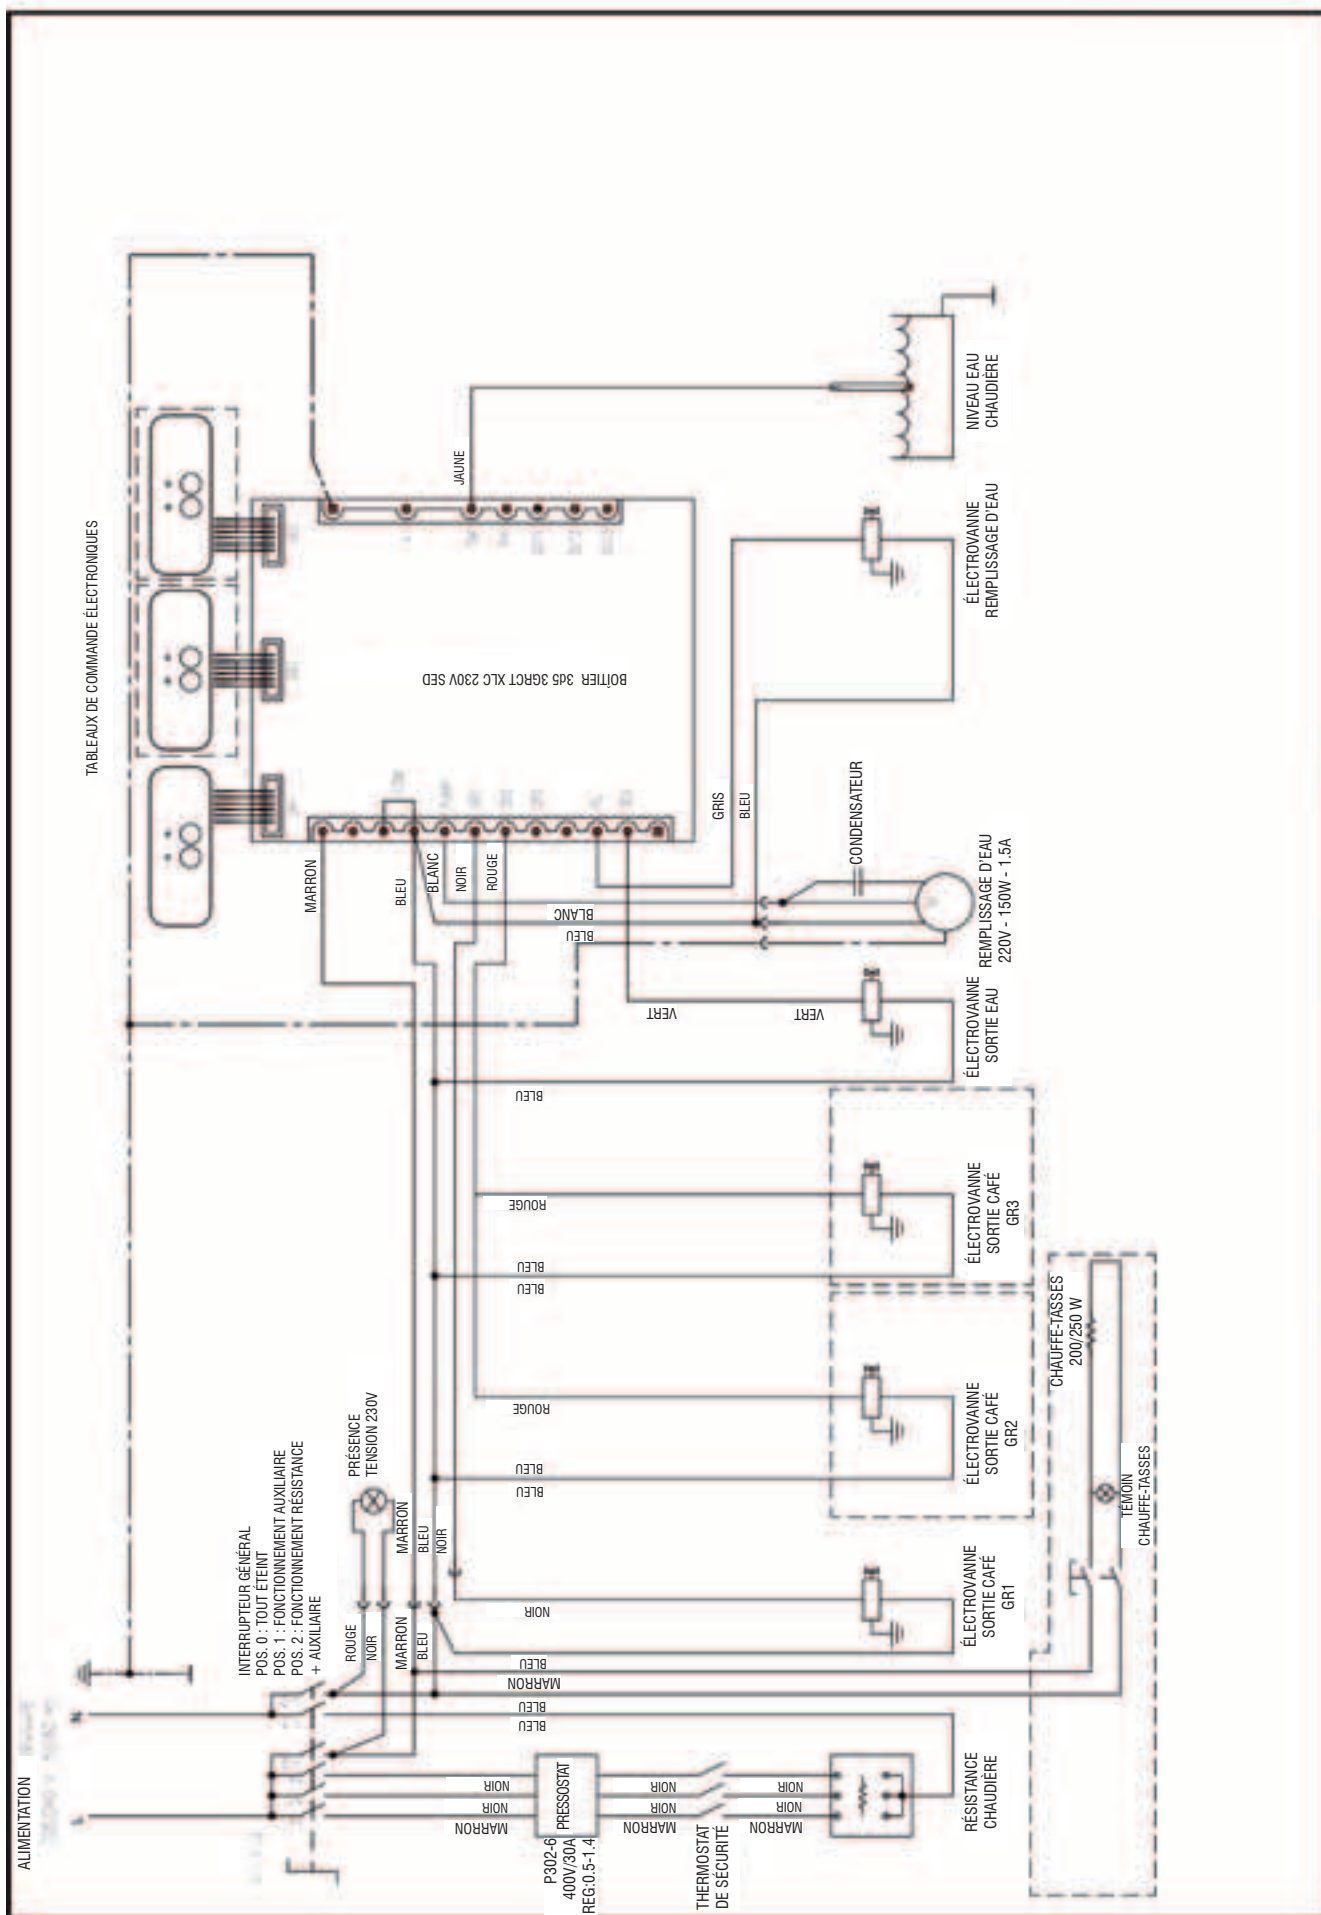 ALIMENTATION
INTERRUPTEUR GÉNÉRAL
POS. 0 : TOUT ÉTEINT
POS. 1 : FONCTIONNEMENT AUXILIAIRE
POS. 2 : FONCTIONNEMENT RÉSISTANCE
+ AUXILIAIRE
PRÉSENCE
TENSION 230V
TABLEAUX DE COMMANDE ÉLECTRONIQUES
BOÎTIER 3d5 3GRCT XLC 230V SED
MARRON
BLEU
BLANC
NOIR
ROUGE
JAUNE
GRIS
BLEU
BLANC
BLEU
VERT
VERT
ROUGE
NOIR
MARRON
BLEU
MARRON
BLEU
NOIR
BLEU
ROUGE
BLEU
BLEU
ROUGE
BLEU
BLEU
NOIR
BLEU
MARRON
BLEU
BLEU
NOIR
NOIR
MARRON
P302-6
400V/30A
REG:0.5-1.4
PRESSOSTAT
NOIR
NOIR
MARRON
THERMOSTAT
DE SÉCURITÉ
NOIR
NOIR
MARRON
RÉSISTANCE
CHAUDIÈRE
ÉLECTROVANNE
SORTIE CAFÉ
GR1
ÉLECTROVANNE
SORTIE CAFÉ
GR2
ÉLECTROVANNE
SORTIE CAFÉ
GR3
ÉLECTROVANNE
SORTIE EAU
REMPLISSAGE D'EAU
220V - 150W - 1.5A
CONDENSATEUR
ÉLECTROVANNE
REMPLISSAGE D'EAU
NIVEAU EAU
CHAUDIÈRE
CHAUFFE-TASSES
200/250 W
TÉMOIN
CHAUFFE-TASSES